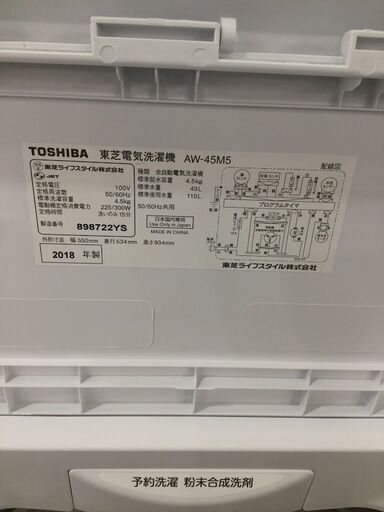 TOSHIBA 東芝電気洗濯機 AW-45M5
東芝ライフスタイル株式会社
JET
定格電圧 100V
定格周波数 50/60Hz
標準洗濯容量 4.5kg
電動機定格消費電力 225/300W
定格時間 洗いのみ15分
製造番号 898722YS
外形寸法 幅550mm 奥行534mm 高さ934mm
2018 年製
種類 全自動電気洗濯機
標準脱水容量 4.5kg
標準水量 43L
標準使用水量 110L
50/60Hz共用
日本国内専用
Use only in Japan
MADE IN CHINA
配線図
プログラムタイマ
東芝ライフスタイル株式会社
予約洗濯 粉末合成洗剤